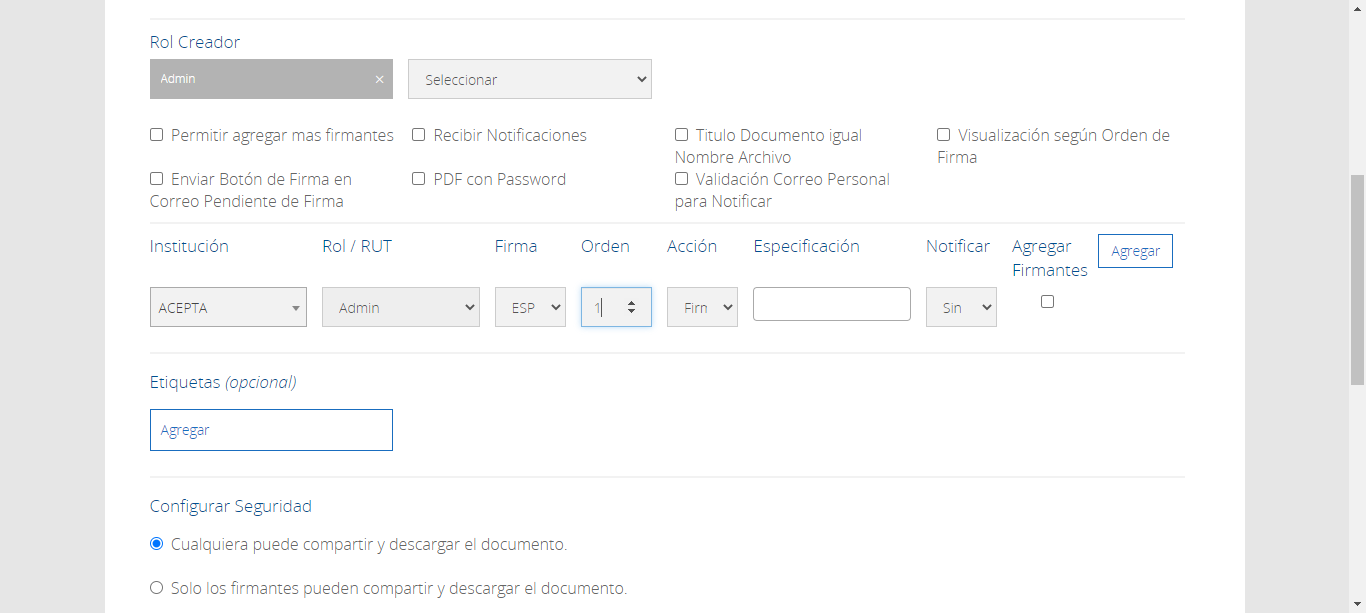 Rol Creador
Admin ×
Seleccionar
Permitir agregar mas firmantes
Recibir Notificaciones
Titulo Documento igual
Nombre Archivo
Visualización según Orden de
Firma
Enviar Botón de Firma en
Correo Pendiente de Firma
PDF con Password
Validación Correo Personal
para Notificar
Institución Rol / RUT Firma Orden Acción Especificación Notificar Agregar
Firmantes
Agregar
ACEPTA Admin ESP 1 Firm Sin
Etiquetas (opcional)
Agregar
Configurar Seguridad
Cualquiera puede compartir y descargar el documento.
Solo los firmantes pueden compartir y descargar el documento.